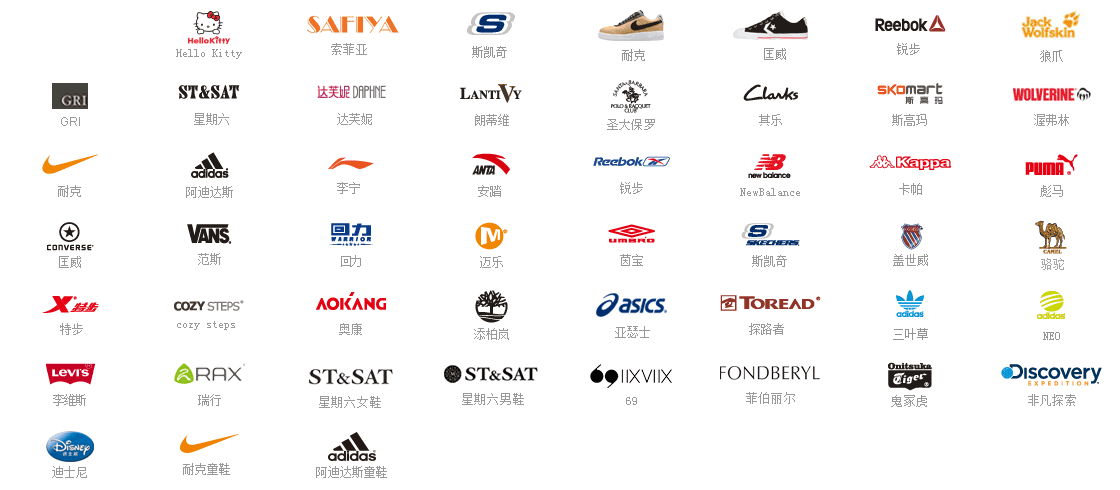 HelloKitty
Hello Kitty
SAFIYA
索菲亚
S
斯凯奇
耐克
匡威
Reebok
锐步
Jack
Wolfskin
狼爪
GRI
GRI
ST&SAT
星期六
达芙妮 DAPHNE
达芙妮
LANTIVY
朗蒂维
SANTA BARBARA
POLO & RACQUET
CLUB
圣大保罗
Clarks
其乐
SKOmart
斯高玛
斯高玛
WOLVERINE®
渥弗林
耐克
adidas
阿迪达斯
李宁
ANTA
安踏
Reebok
锐步
NB
new balance
NewBalance
Kappa
卡帕
PUMA
彪马
CONVERSE®
匡威
VANS
范斯
回力
WARRIOR
回力
M
迈乐
UMBRO
茵宝
S
SKECHERS
斯凯奇
盖世威
CAMEL
骆驼
X特步
特步
COZY STEPS®
cozy steps
AOKANG
奥康
添柏岚
asics
亚瑟士
TOREAD®
探路者
adidas
三叶草
adidas
NEO
LEVI'S
李维斯
RAX
瑞行
ST&SAT
星期六女鞋
ST&SAT
星期六男鞋
69 IIXVIIX
69
FONDBERYL
菲伯丽尔
Onitsuka
Tiger
鬼冢虎
Discovery
EXPEDITION
非凡探索
Disney
迪士尼
耐克童鞋
adidas
阿迪达斯童鞋